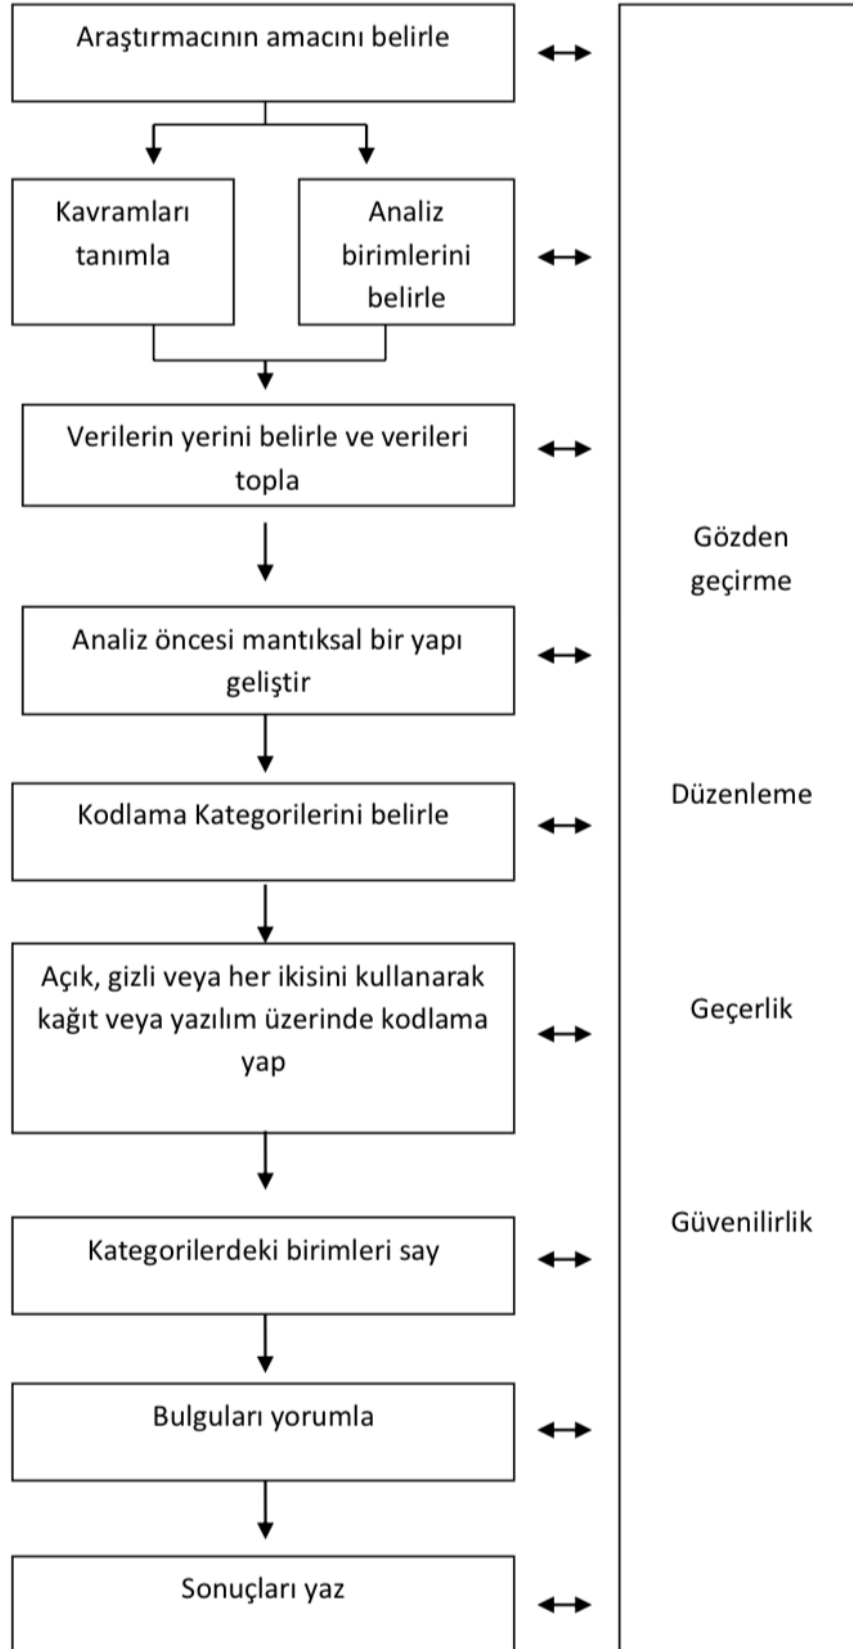 Araştırmacının amacını belirle
Kavramları
tanımla
Analiz
birimlerini
belirle
Verilerin yerini belirle ve verileri
topla
Analiz öncesi mantıksal bir yapı
geliştir
Kodlama Kategorilerini belirle
Açık, gizli veya her ikisini kullanarak
kağıt veya yazılım üzerinde kodlama
yap
Kategorilerdeki birimleri say
Bulguları yorumla
Sonuçları yaz
Gözden
geçirme
Düzenleme
Geçerlik
Güvenilirlik